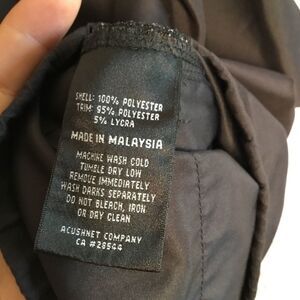 SHELL: 100% POLYESTER
TRIM: 95% POLYESTER
5% LYCRA
MADE IN MALAYSIA
MACHINE WASH COLD
TUMBLE DRY LOW
REMOVE IMMEDIATELY
WASH DARKS SEPARATELY
DO NOT BLEACH, IRON
OR DRY CLEAN
ACUSHNET COMPANY
CA #28544